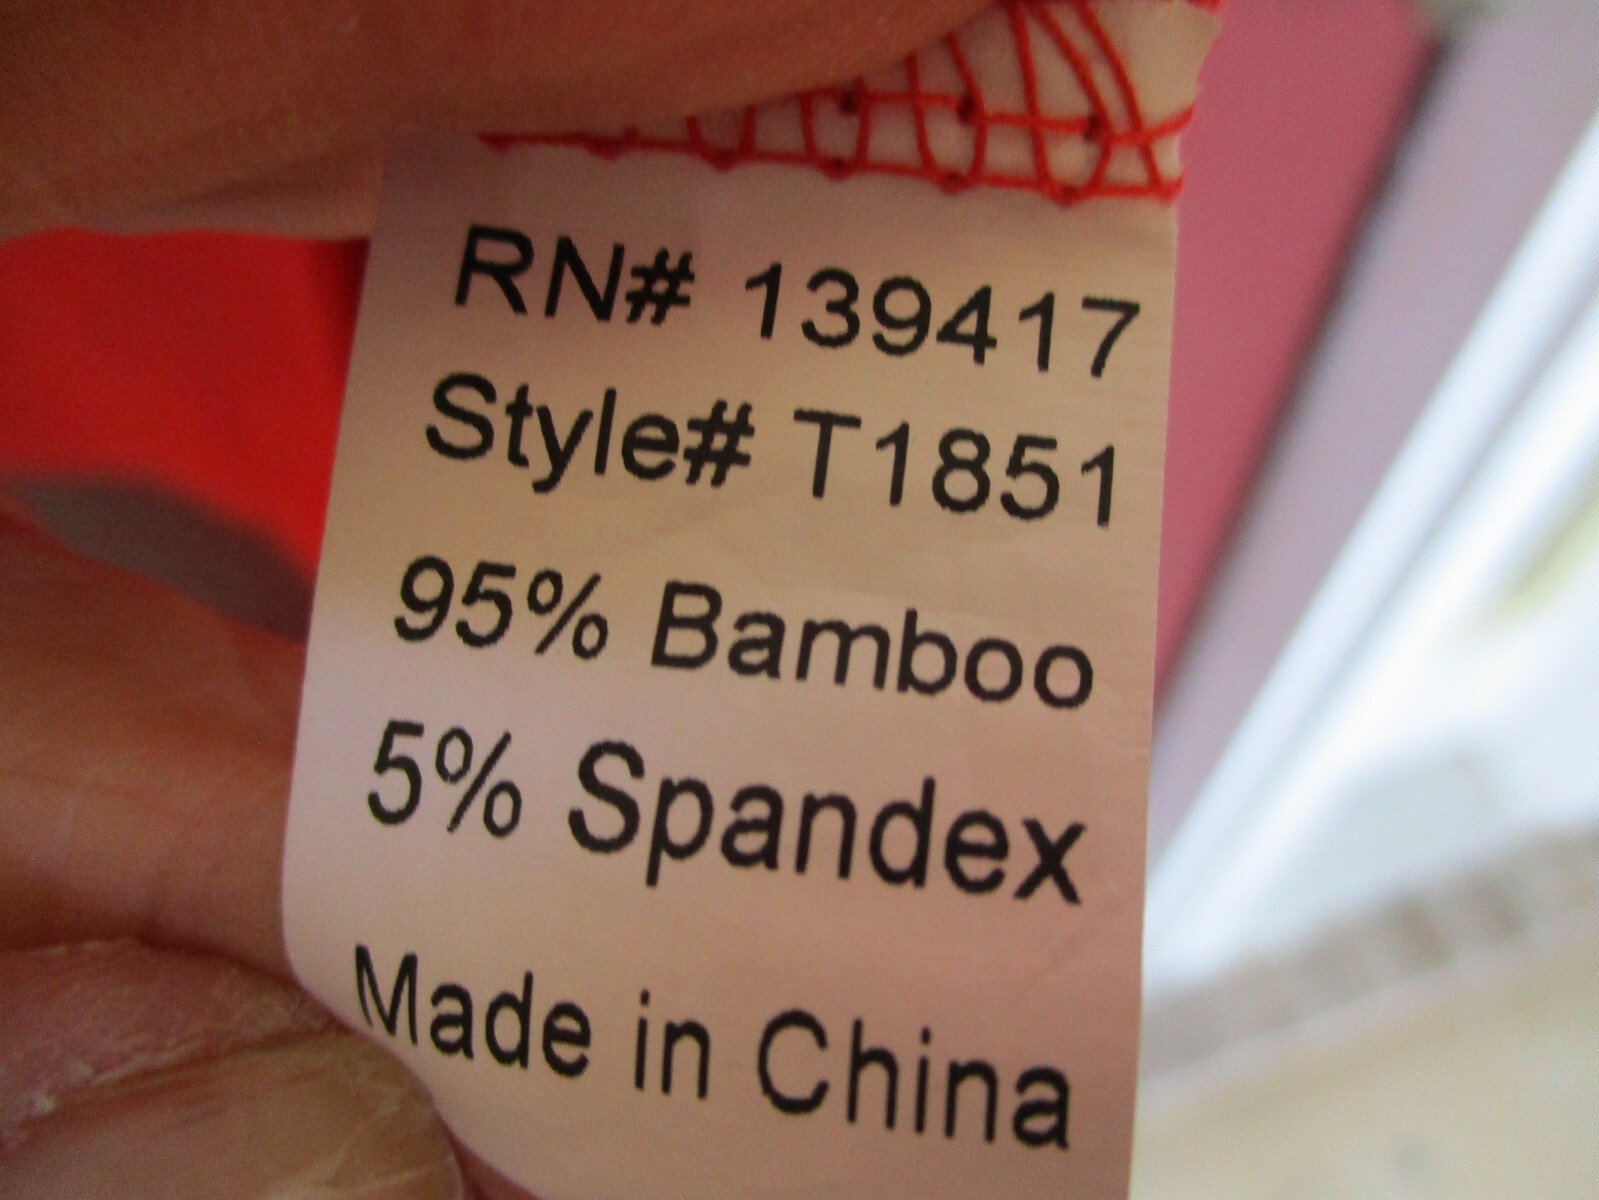 RN# 139417
Style# T1851
95% Bamboo
5% Spandex
Made in China